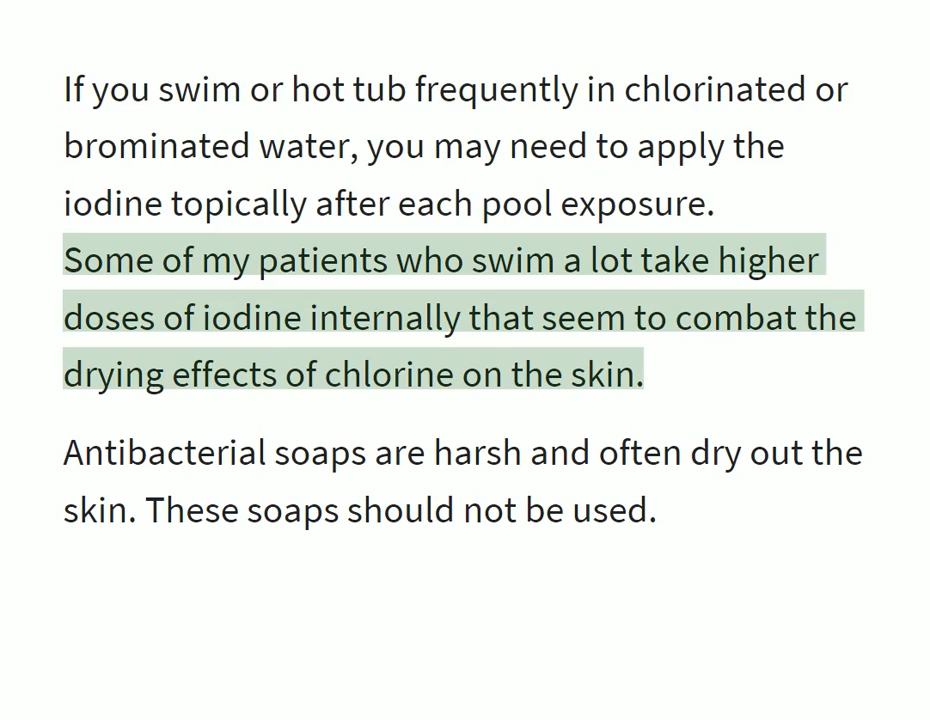 If you swim or hot tub frequently in chlorinated or
brominated water, you may need to apply the
iodine topically after each pool exposure.
Some of my patients who swim a lot take higher
doses of iodine internally that seem to combat the
drying effects of chlorine on the skin.
Antibacterial soaps are harsh and often dry out the
skin. These soaps should not be used.